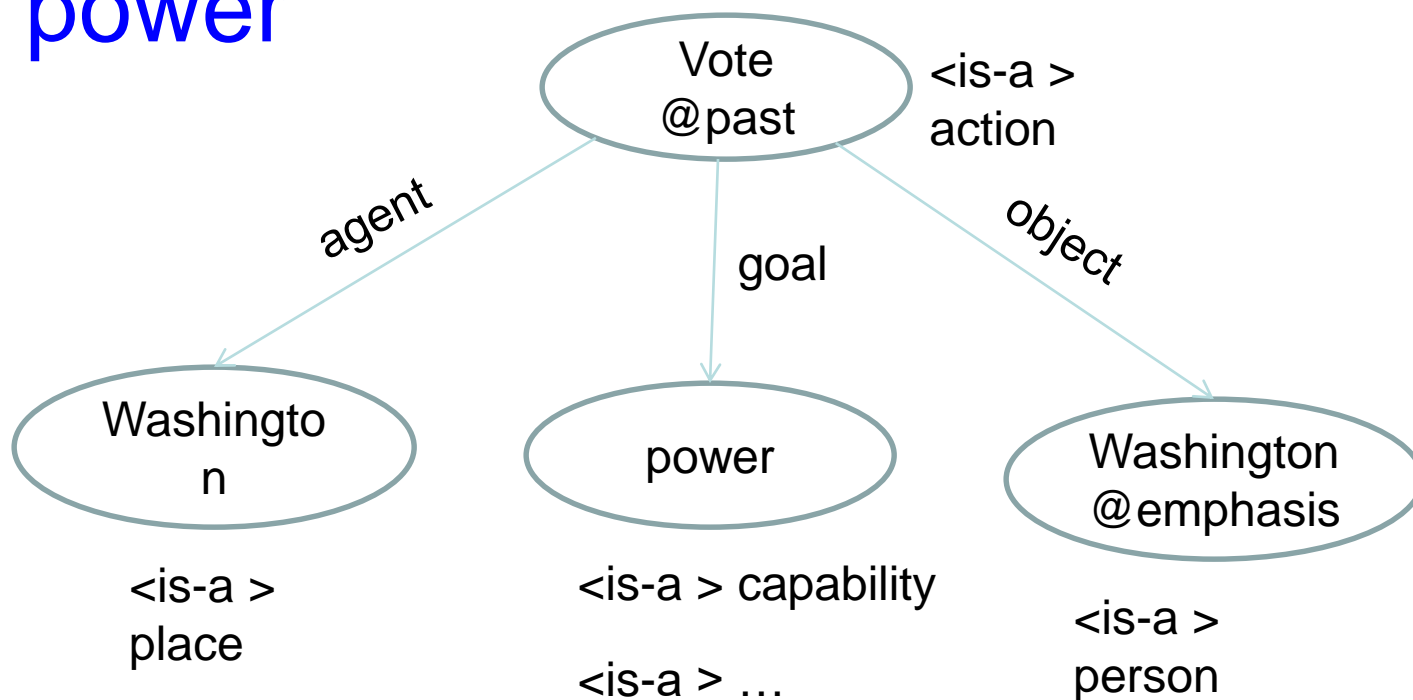 power
Vote
@past
<is-a >
action
agent
goal
object
Washingto
n
power
Washington
@emphasis
<is-a >
place
<is-a > capability
<is-a > …
<is-a >
person